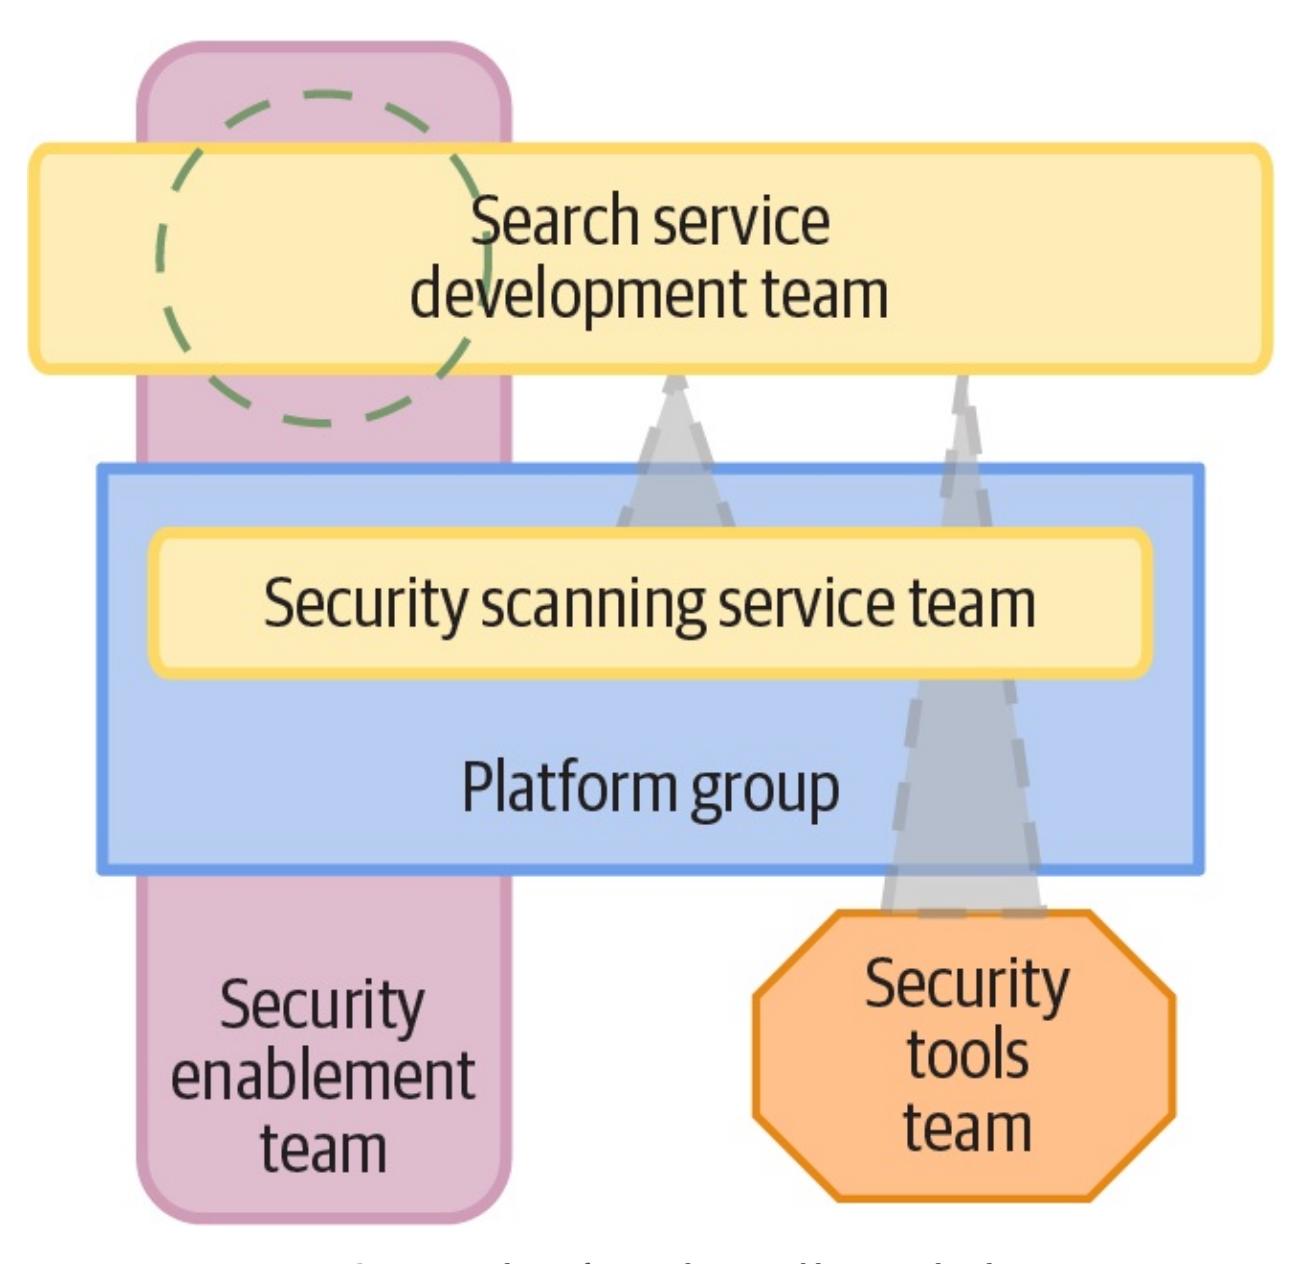 Search service
development team
Security scanning service team
Platform group
Security
enablement
team
Security
tools
team